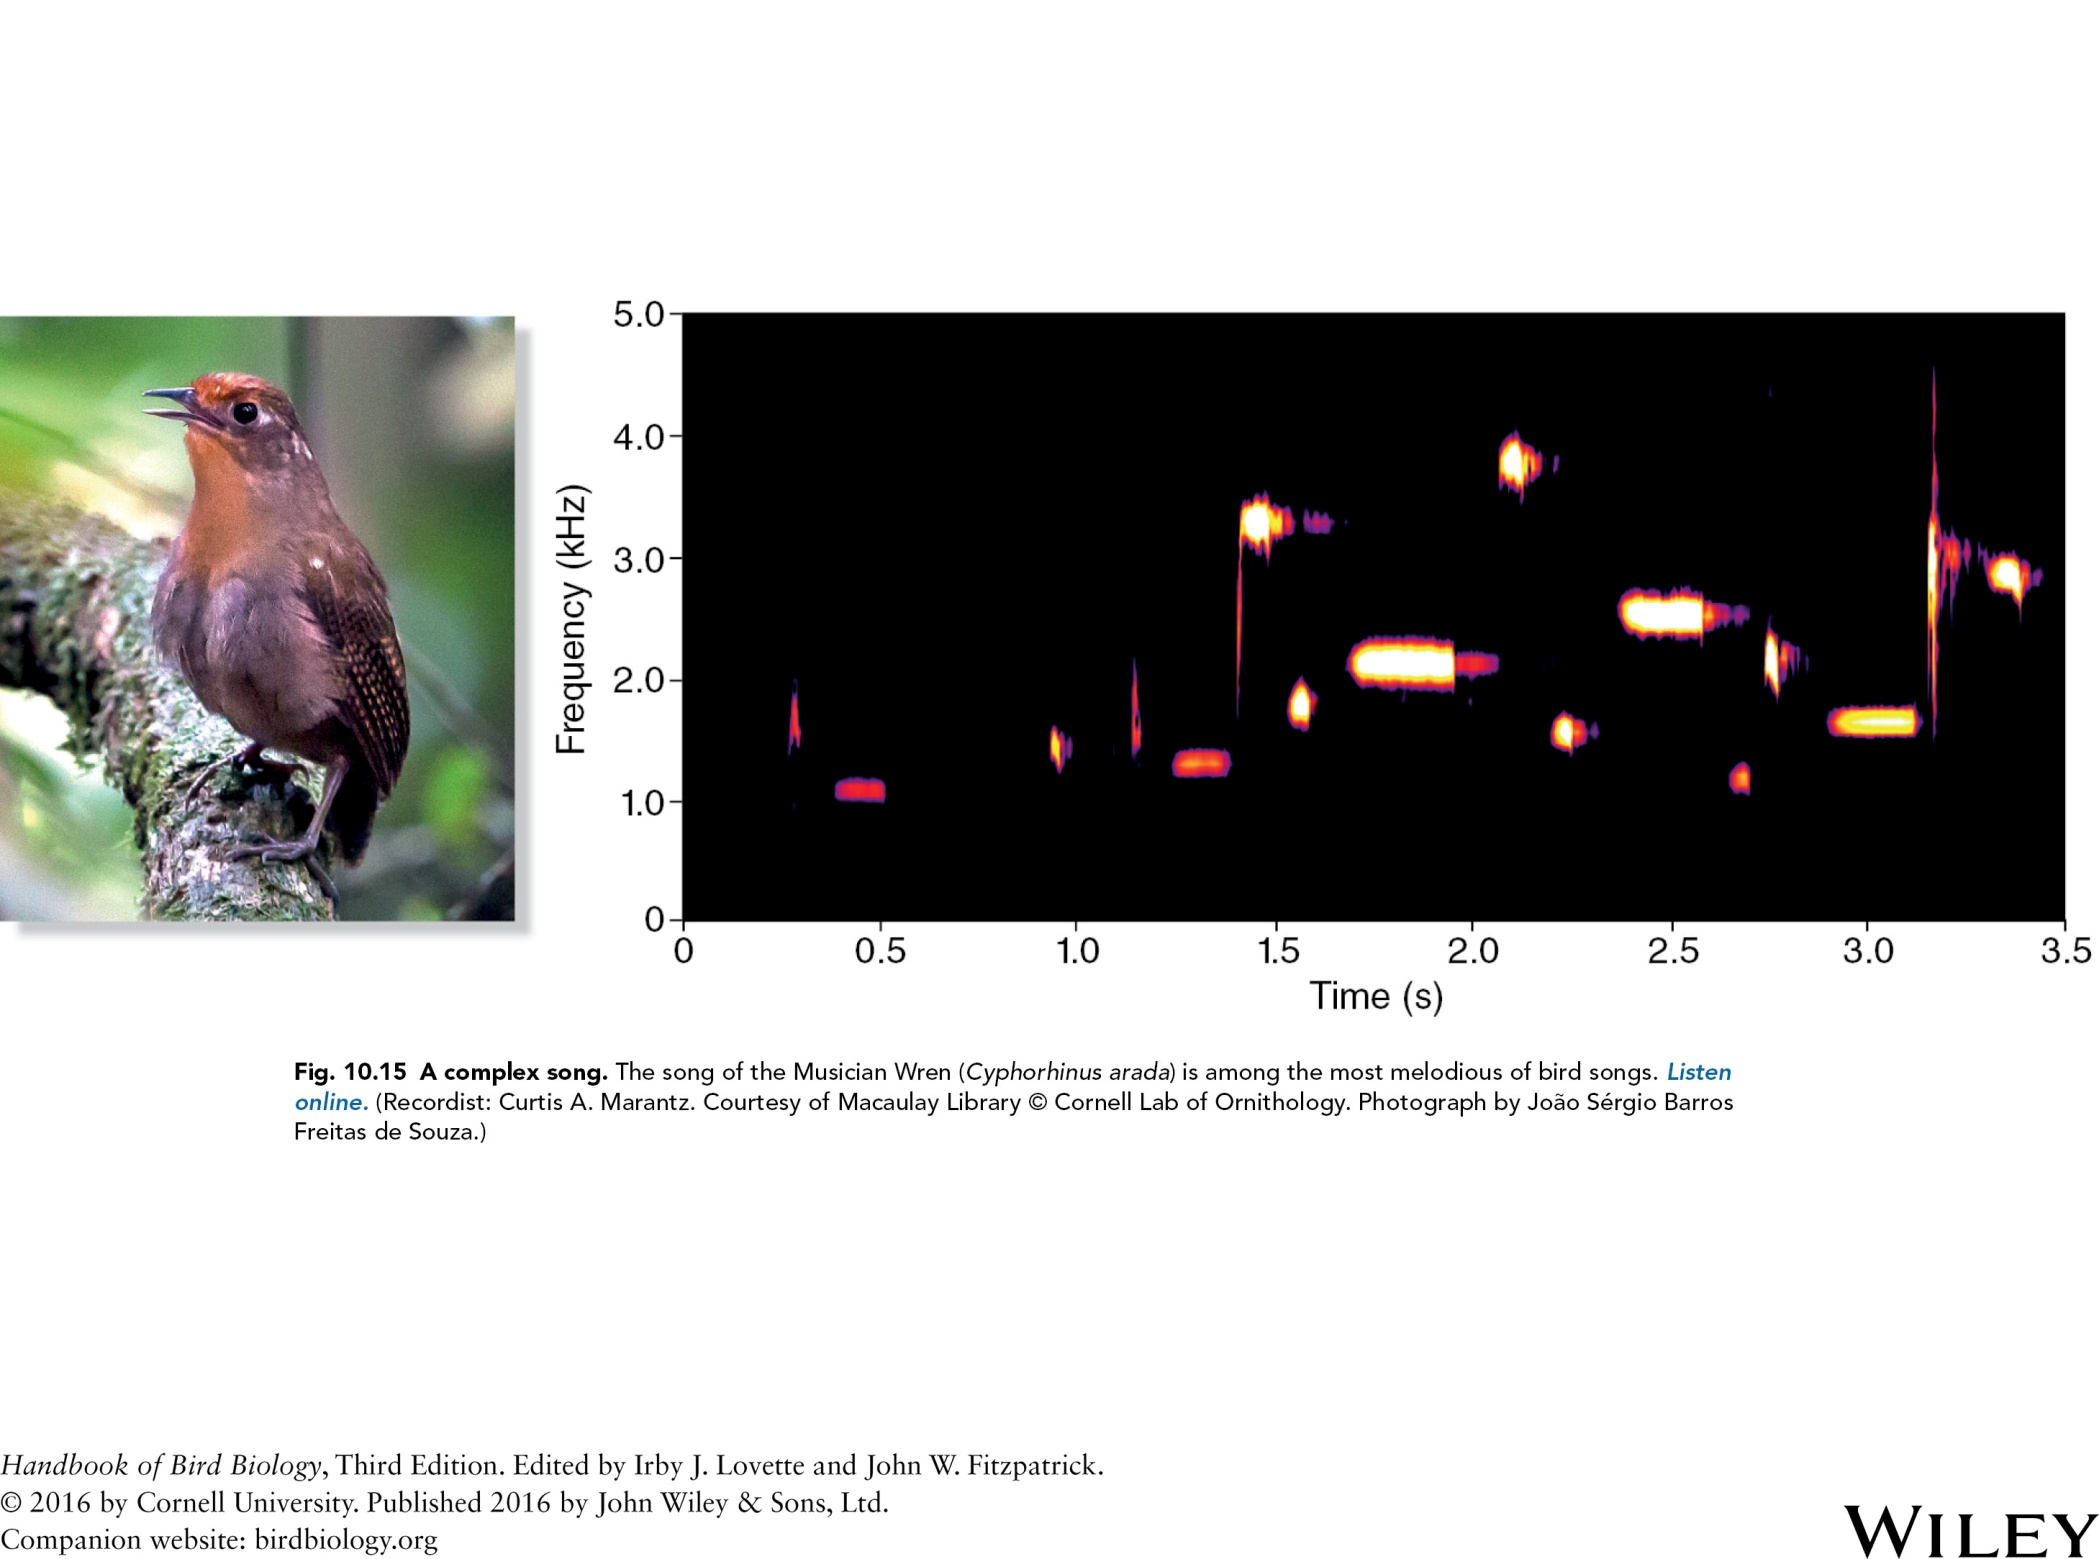 5.0
4.0
3.0
2.0
1.0
0
Frequency (kHz)
0 0.5 1.0 1.5 2.0 2.5 3.0 3.5
Time (s)
Fig. 10.15 A complex song. The song of the Musician Wren (Cyphorhinus arada) is among the most melodious of bird songs. Listen
online. (Recordist: Curtis A. Marantz. Courtesy of Macaulay Library © Cornell Lab of Ornithology. Photograph by João Sérgio Barros
Freitas de Souza.)
Handbook of Bird Biology, Third Edition. Edited by Irby J. Lovette and John W. Fitzpatrick.
© 2016 by Cornell University. Published 2016 by John Wiley & Sons, Ltd.
Companion website: birdbiology.org
WILEY